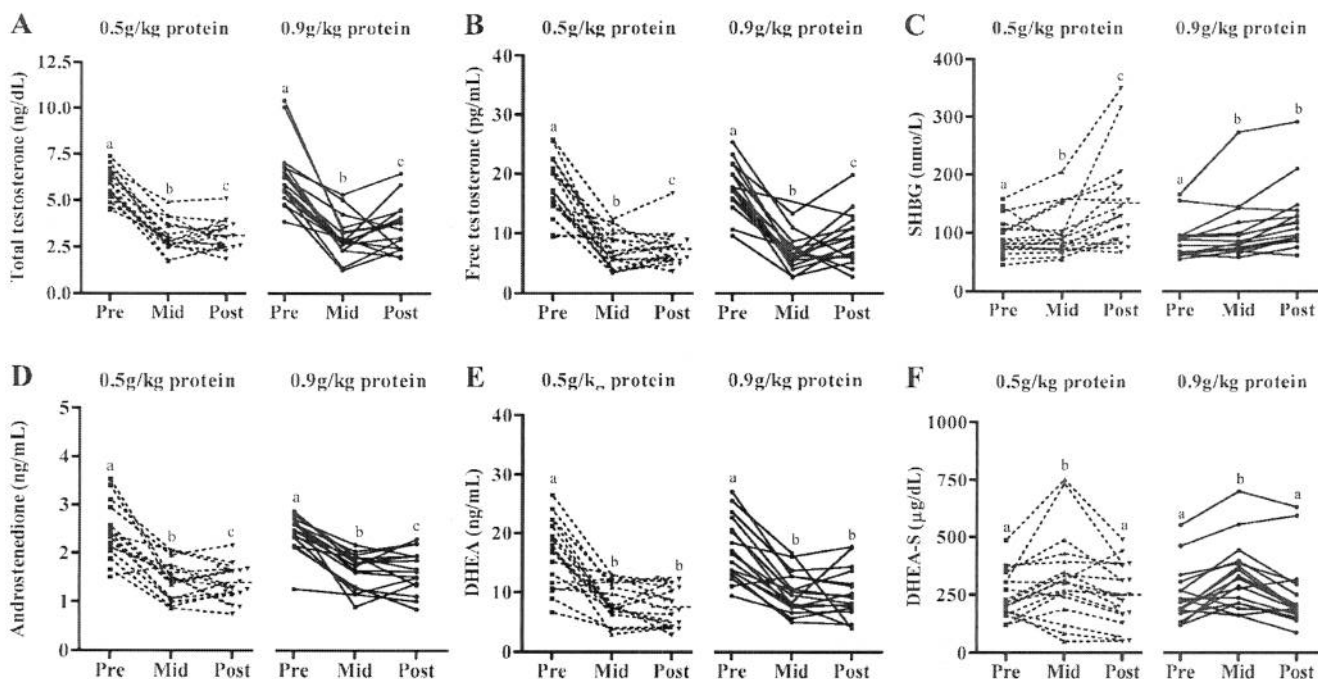 A 0.5g/kg protein 0.9g/kg protein
Total testosterone (ng/dL)
12.5
10.0
7.5
5.0
2.5
0.0
a b c
a b c
Pre Mid Post Pre Mid Post
B 0.5g/kg protein 0.9g/kg protein
Free testosterone (pg/mL)
40
30
20
10
0
a b c
a b c
Pre Mid Post Pre Mid Post
C 0.5g/kg protein 0.9g/kg protein
SHBG (nmo/L)
400
300
200
100
0
a b c
a b b
Pre Mid Post Pre Mid Post
D 0.5g/kg protein 0.9g/kg protein
Androstenedione (ng/mL)
5
4
3
2
1
0
a b c
a b c
Pre Mid Post Pre Mid Post
E 0.5g/kg protein 0.9g/kg protein
DHEA (ng/mL)
40
30
20
10
0
a b b
a b b
Pre Mid Post Pre Mid Post
F 0.5g/kg protein 0.9g/kg protein
DHEA-S (µg/dL)
1000
750
500
250
0
a b a
a b a
Pre Mid Post Pre Mid Post